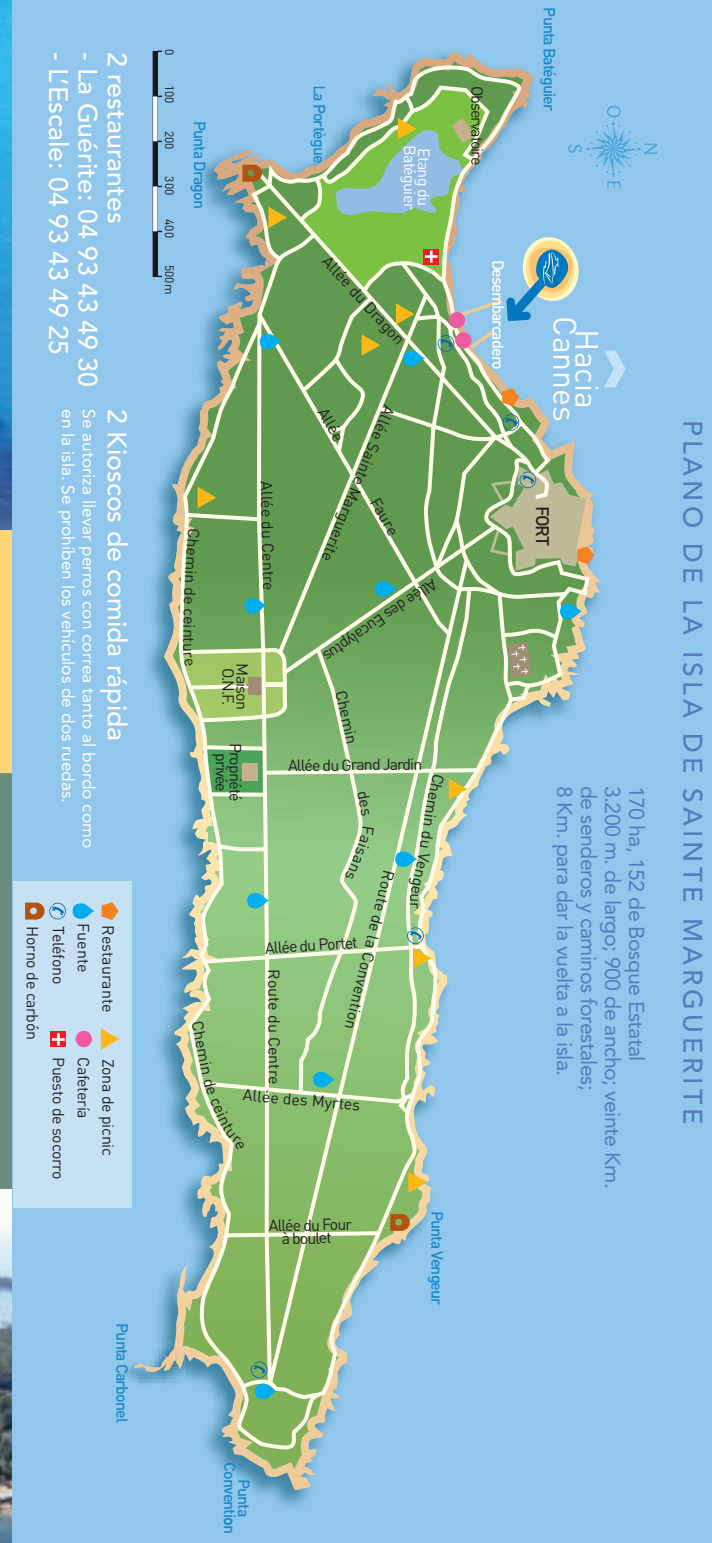 PLANO DE LA ISLA DE SAINTE MARGUERITE
170 ha, 152 de Bosque Estatal
3.200 m. de largo; 900 de ancho; veinte Km.
de senderos y caminos forestales;
8 Km. para dar la vuelta a la isla.
N
O
E
S
Hacia
Cannes
Desembarcadero
Punta Batéguier
Observatoire
Etang du
Batéguier
La Portègue
Punta Dragon
Allée du Dragon
Allée Sainte Marguerite
Allée
Faure
FORT
Allée des Eucalyptus
Allée du Centre
Chemin de ceinture
Maison
O.N.F.
Propriété
privée
Allée du Grand Jardin
Chemin
des Faisans
Chemin du Vengeur
Route de la Convention
Allée du Portet
Route du Centre
Chemin de ceinture
Allée des Myrtes
Allée du Four
à boulet
Punta Vengeur
Punta Carbonel
Punta
Convention
0 100 200 300 400 500m
2 restaurantes
- La Guérite: 04 93 43 49 30
- L'Escale: 04 93 43 49 25
2 Kioscos de comida rápida
Se autoriza llevar perros con correa tanto al bordo como
en la isla. Se prohíben los vehículos de dos ruedas.
Restaurante
Zona de picnic
Fuente
Cafetería
Teléfono
Puesto de socorro
Horno de carbón